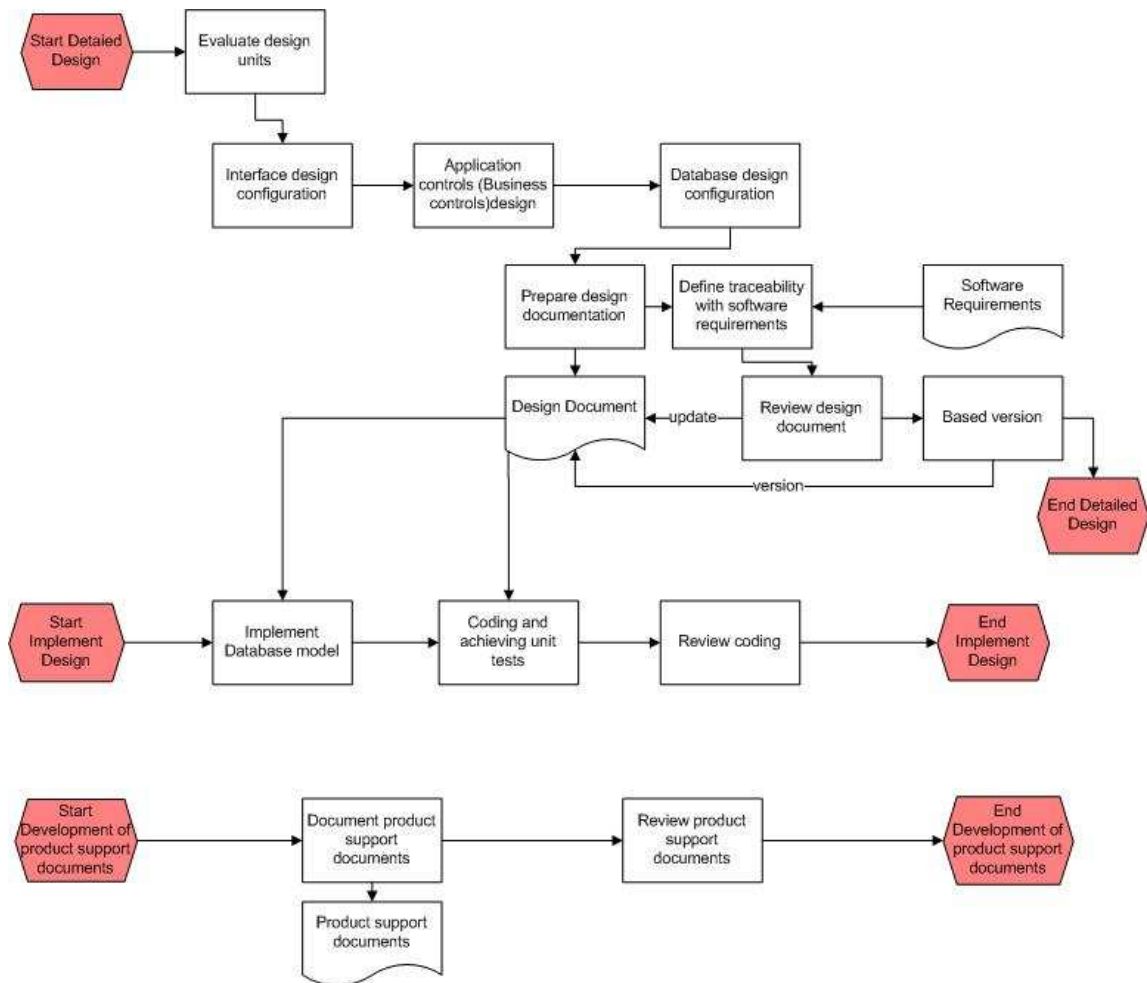 Start Detaied
Design
Evaluate design
units
Interface design
configuration
Application
controls (Business
controls)design
Database design
configuration
Prepare design
documentation
Define traceability
with software
requirements
Software
Requirements
Design Document
update
Review design
document
Based version
version
End Detailed
Design
Start
Implement
Design
Implement
Database model
Coding and
achieving unit
tests
Review coding
End
Implement
Design
Start
Development of
product support
documents
Document product
support
documents
Review product
support
documents
End
Development of
product support
documents
Product support
documents